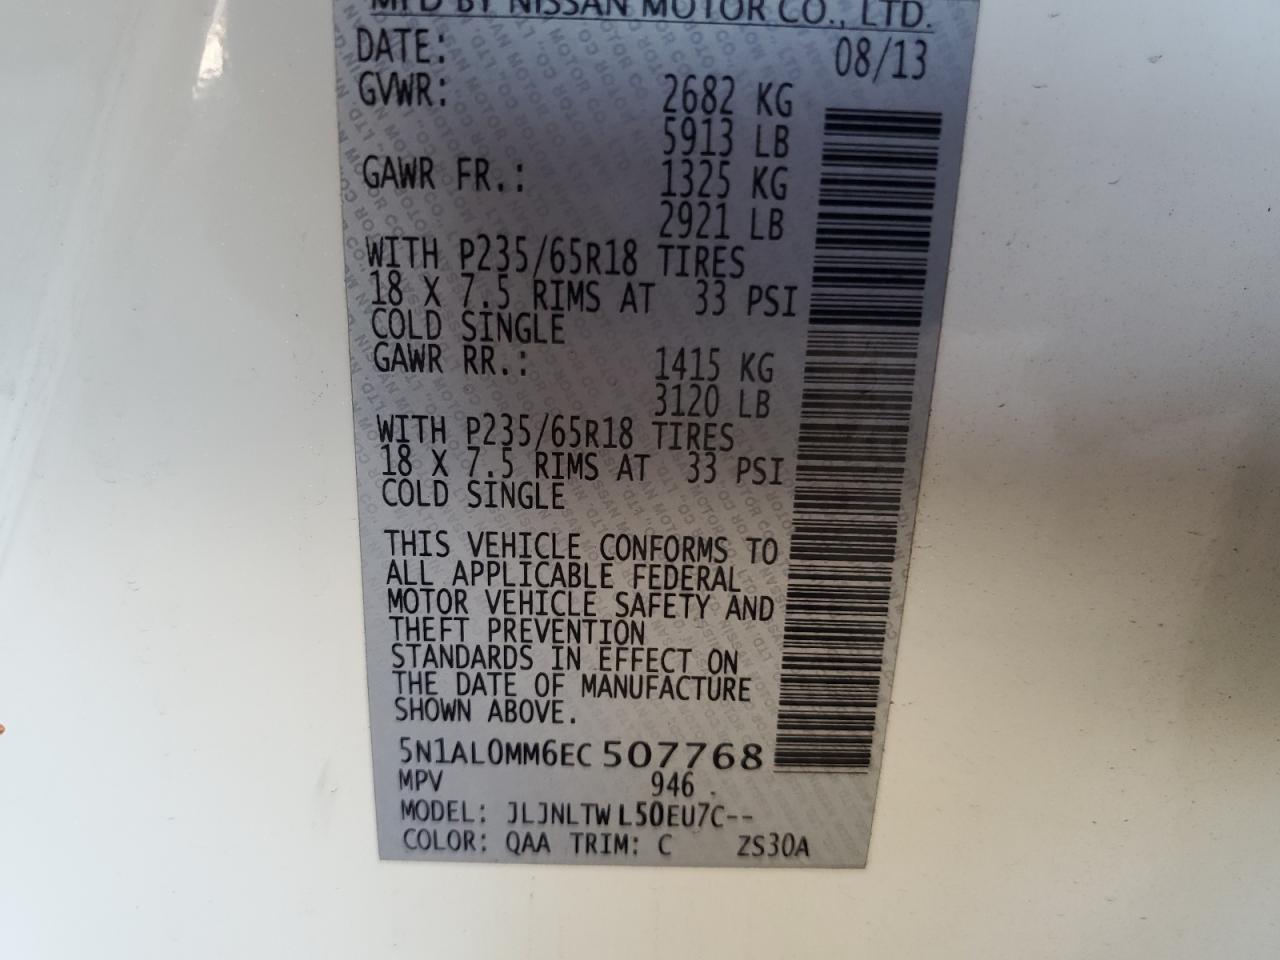 MFD BY NISSAN MOTOR CO., LTD.
DATE: 08/13
GVWR: 2682 KG
5913 LB
GAWR FR.: 1325 KG
2921 LB
WITH P235/65R18 TIRES
18 X 7.5 RIMS AT 33 PSI
COLD SINGLE
GAWR RR.: 1415 KG
3120 LB
WITH P235/65R18 TIRES
18 X 7.5 RIMS AT 33 PSI
COLD SINGLE
THIS VEHICLE CONFORMS TO
ALL APPLICABLE FEDERAL
MOTOR VEHICLE SAFETY AND
THEFT PREVENTION
STANDARDS IN EFFECT ON
THE DATE OF MANUFACTURE
SHOWN ABOVE.
5N1AL0MM6EC507768
MPV 946
MODEL: JLJNLTWL50EU7C--
COLOR: QAA TRIM: C ZS30A